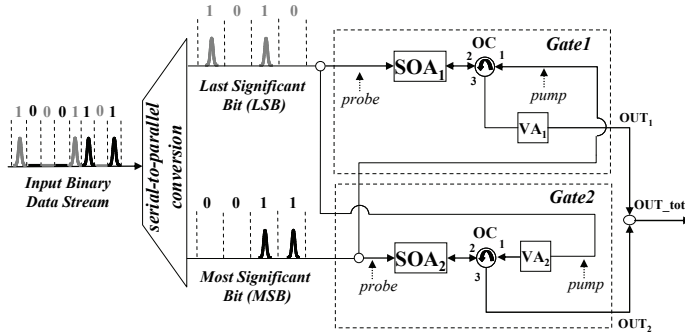 1 0 1 0
Last Significant
Bit (LSB)
1 0 0 0 1 1 0 1
Input Binary
Data Stream
serial-to-parallel
conversion
0 0 1 1
Most Significant
Bit (MSB)
Gate1
SOA1
OC
2
1
3
probe
pump
VA1
OUT1
Gate2
SOA2
OC
2
1
3
probe
VA2
pump
OUT_tot
OUT2